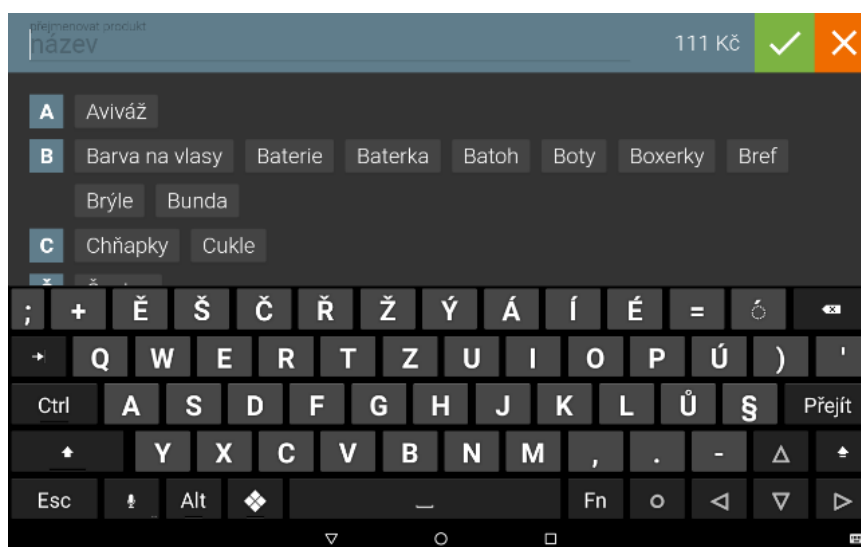 přejmenovat produkt
název
111 Kč
A Aviváž
B Barva na vlasy Baterie Baterka Batoh Boty Boxerky Bref
Brýle Bunda
C Chňapky Cukle
; + Ě Š Č Ř Ž Ý Á Í É = ó
Q W E R T Z U I O P Ú ) '
Ctrl A S D F G H J K L Ů § Přejít
Y X C V B N M , . -
Esc Alt Fn